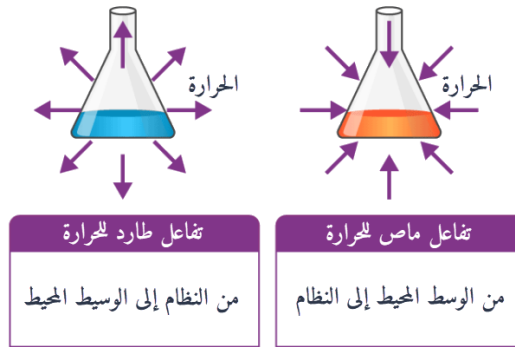 الحرارة
الحرارة
تفاعل ماص للحرارة
تفاعل طارد للحرارة
من الوسط المحيط إلى النظام
من النظام إلى الوسيط المحيط